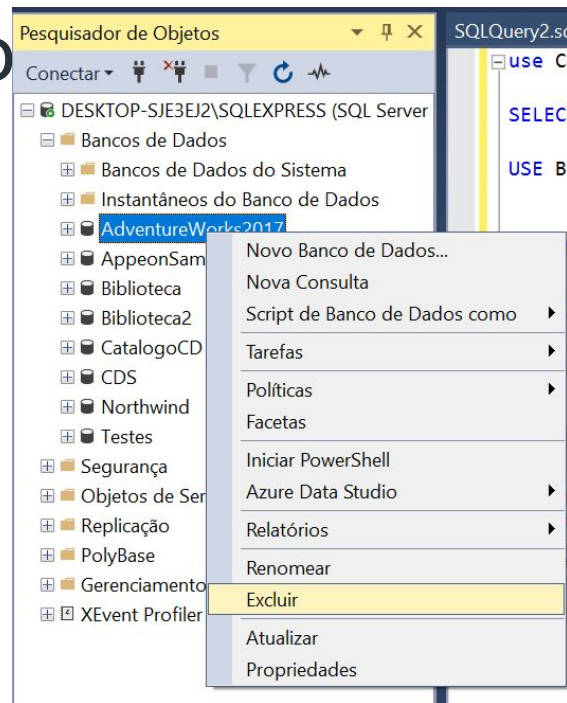 Pesquisador de Objetos
Conectar
DESKTOP-SJE3EJ2\SQLEXPRESS (SQL Server
Bancos de Dados
Bancos de Dados do Sistema
Instantâneos do Banco de Dados
AdventureWorks2017
AppeonSam
Biblioteca
Biblioteca2
CatalogoCD
CDS
Northwind
Testes
Segurança
Objetos de Ser
Replicação
PolyBase
Gerenciamento
XEvent Profiler
Novo Banco de Dados...
Nova Consulta
Script de Banco de Dados como
Tarefas
Políticas
Facetas
Iniciar PowerShell
Azure Data Studio
Relatórios
Renomear
Excluir
Atualizar
Propriedades
SQLQuery2.sq
use C
SELEC
USE B